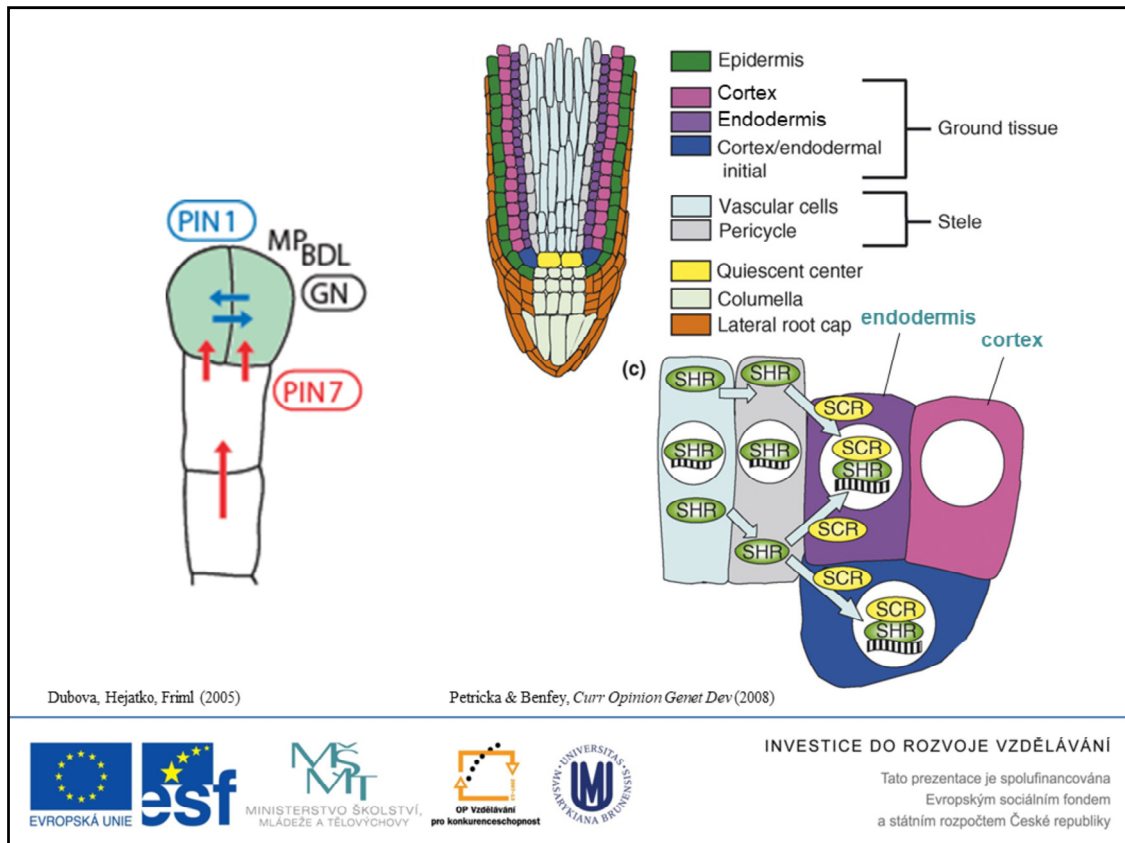 PIN1
MP
BDL
GN
PIN7
Epidermis
Cortex
Endodermis
Cortex/endodermal
initial
Ground tissue
Vascular cells
Pericycle
Stele
Quiescent center
Columella
Lateral root cap
endodermis
cortex
(c)
SHR
SHR
SCR
SHR
SHR
SCR
SHR
SHR
SHR
SCR
SCR
SCR
SHR
Dubova, Hejatko, Friml (2005)
Petricka & Benfey, Curr Opinion Genet Dev (2008)
EVROPSKÁ UNIE
esf
MŠMT
MINISTERSTVO ŠKOLSTVÍ,
MLÁDEŽE A TĚLOVÝCHOVY
OP Vzdělávání
pro konkurenceschopnost
UNIVERSITAS
MASARYKIANA BRUNENSIS
INVESTICE DO ROZVOJE VZDĚLÁVÁNÍ
Tato prezentace je spolufinancována
Evropským sociálním fondem
a státním rozpočtem České republiky